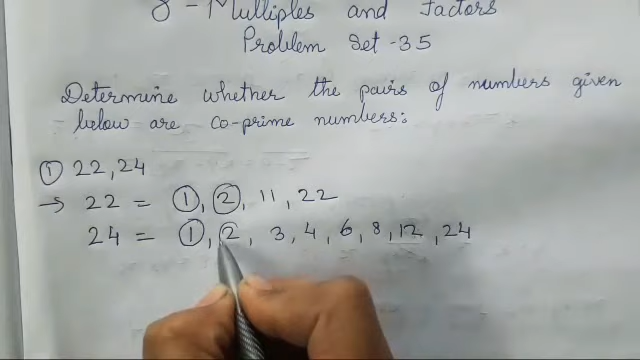 8 - Multiples and Factors
Problem Set - 35
Determine whether the pairs of numbers given
below are co-prime numbers:
① 22, 24
→ 22 = ①, ②, 11, 22
24 = ①, ②, 3, 4, 6, 8, 12, 24